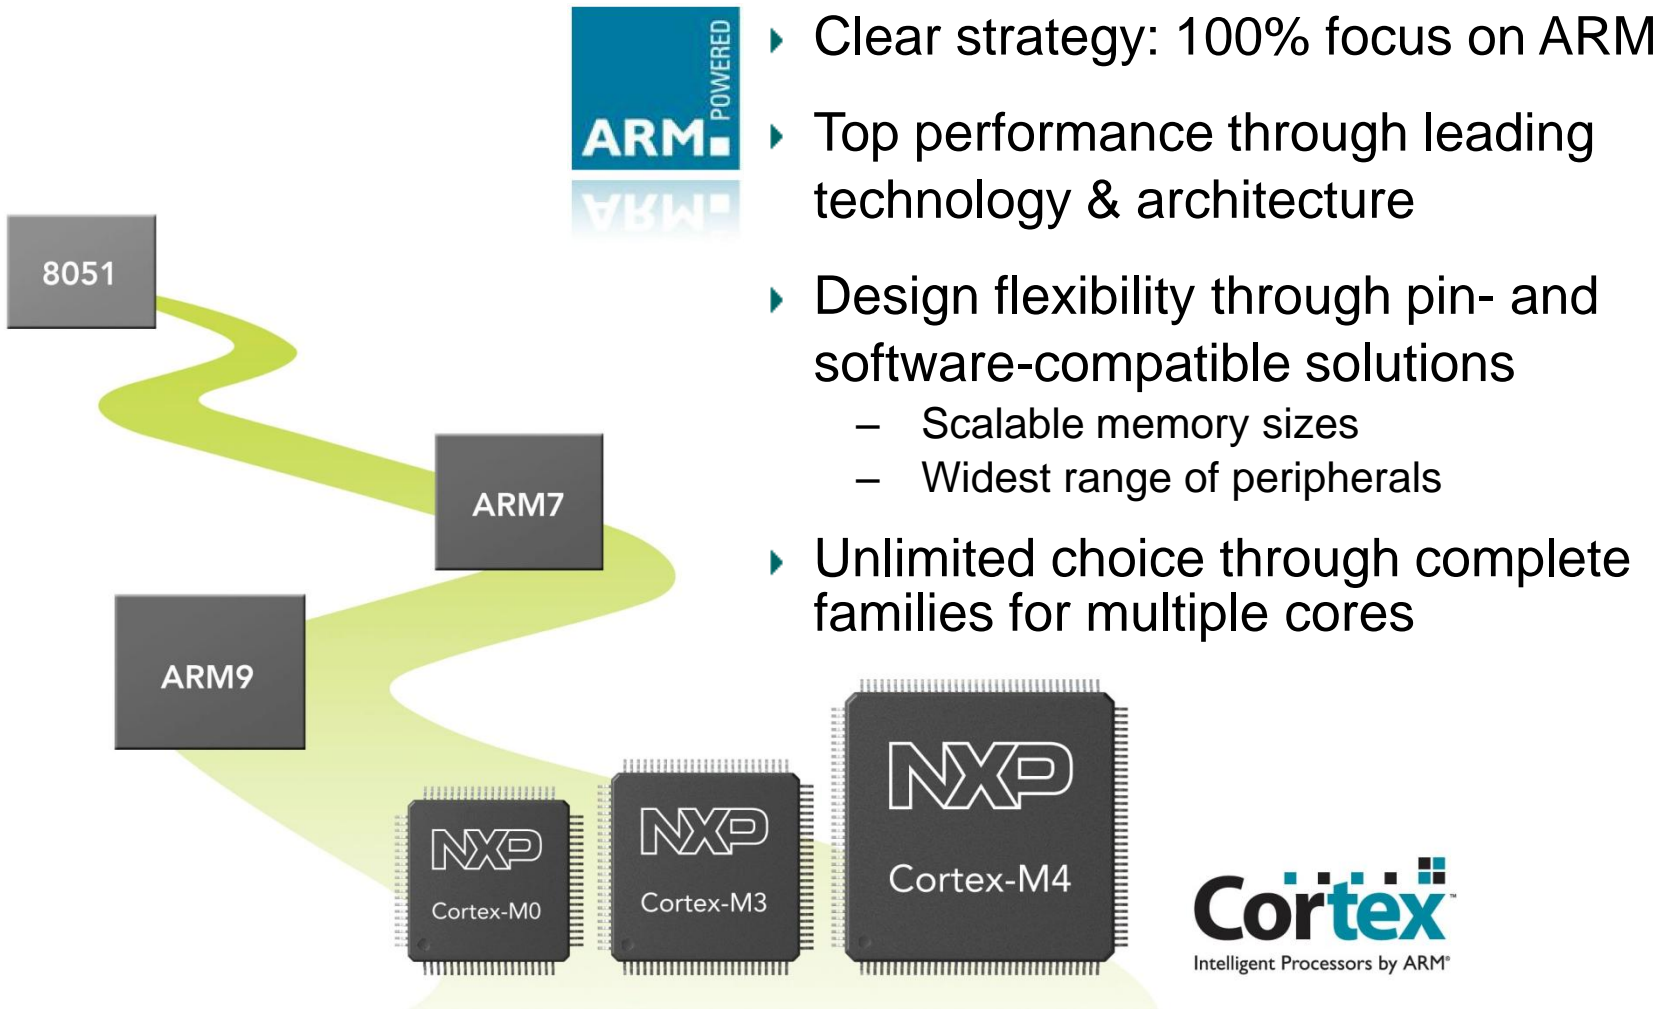 ARM POWERED
Clear strategy: 100% focus on ARM
Top performance through leading
technology & architecture
Design flexibility through pin- and
software-compatible solutions
– Scalable memory sizes
– Widest range of peripherals
Unlimited choice through complete
families for multiple cores
8051
ARM7
ARM9
NXP
Cortex-M0
NXP
Cortex-M3
NXP
Cortex-M4
Cortex™
Intelligent Processors by ARM®